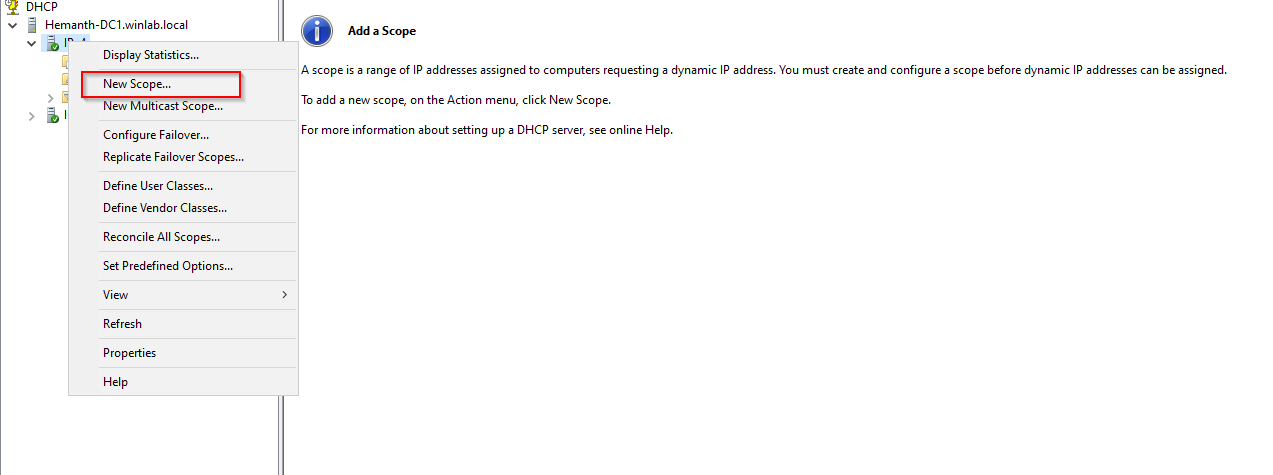 DHCP
Hemanth-DC1.winlab.local
Display Statistics...
New Scope...
New Multicast Scope...
Configure Failover...
Replicate Failover Scopes...
Define User Classes...
Define Vendor Classes...
Reconcile All Scopes...
Set Predefined Options...
View
Refresh
Properties
Help
Add a Scope
A scope is a range of IP addresses assigned to computers requesting a dynamic IP address. You must create and configure a scope before dynamic IP addresses can be assigned.
To add a new scope, on the Action menu, click New Scope.
For more information about setting up a DHCP server, see online Help.